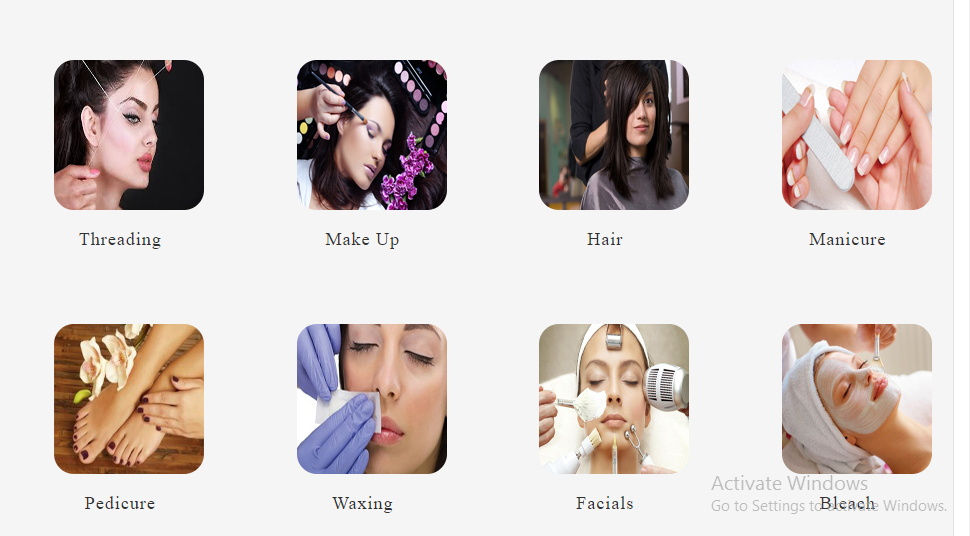 Threading
Make Up
Hair
Manicure
Pedicure
Waxing
Facials
Bleach
Activate Windows
Go to Settings to activate Windows.